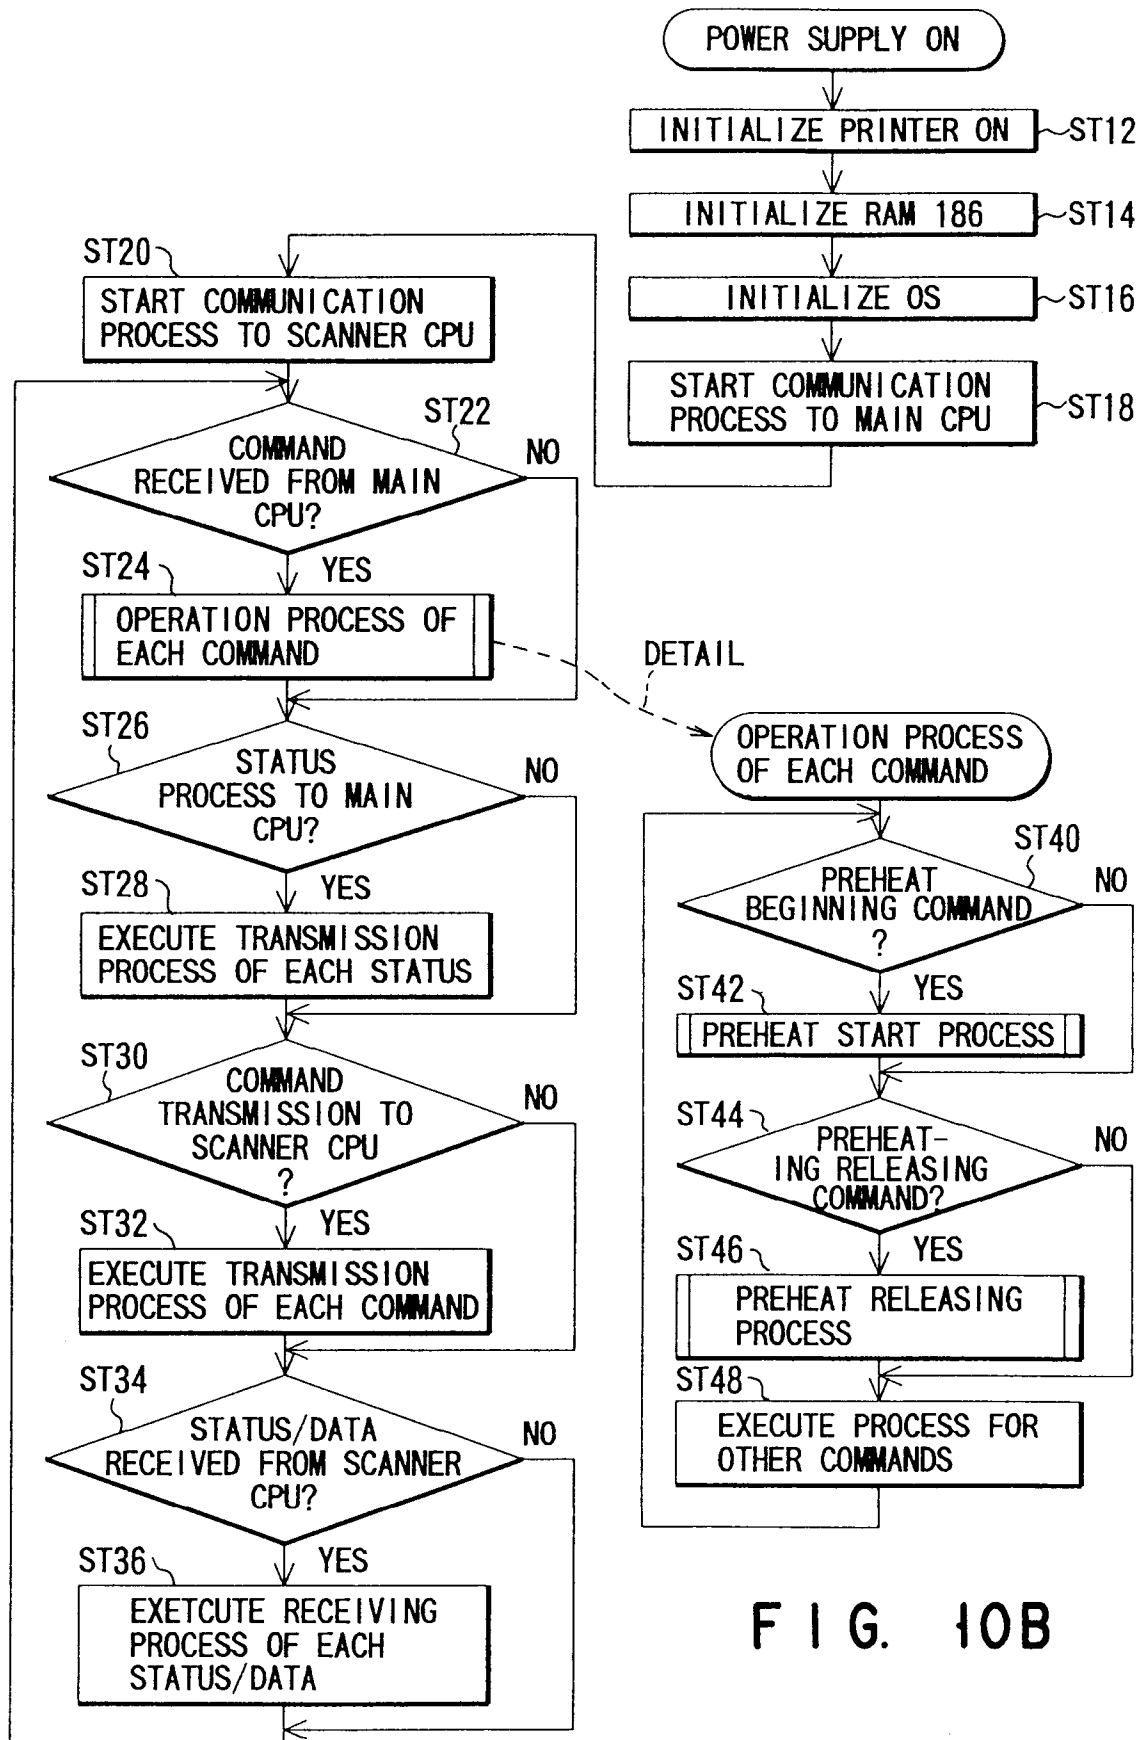 POWER SUPPLY ON
INITIALIZE PRINTER ON
ST12
INITIALIZE RAM 186
ST14
INITIALIZE OS
ST16
START COMMUNICATION
PROCESS TO MAIN CPU
ST18
ST20
START COMMUNICATION
PROCESS TO SCANNER CPU
ST22
COMMAND
RECEIVED FROM MAIN
CPU?
NO
YES
ST24
OPERATION PROCESS OF
EACH COMMAND
DETAIL
ST26
STATUS
PROCESS TO MAIN
CPU?
NO
YES
ST28
EXECUTE TRANSMISSION
PROCESS OF EACH STATUS
ST30
COMMAND
TRANSMISSION TO
SCANNER CPU
?
NO
YES
ST32
EXECUTE TRANSMISSION
PROCESS OF EACH COMMAND
ST34
STATUS/DATA
RECEIVED FROM SCANNER
CPU?
NO
YES
ST36
EXETCUTE RECEIVING
PROCESS OF EACH
STATUS/DATA
OPERATION PROCESS
OF EACH COMMAND
ST40
PREHEAT
BEGINNING COMMAND
?
NO
YES
ST42
PREHEAT START PROCESS
ST44
PREHEAT-
ING RELEASING
COMMAND?
NO
YES
ST46
PREHEAT RELEASING
PROCESS
ST48
EXECUTE PROCESS FOR
OTHER COMMANDS
FIG. 10B